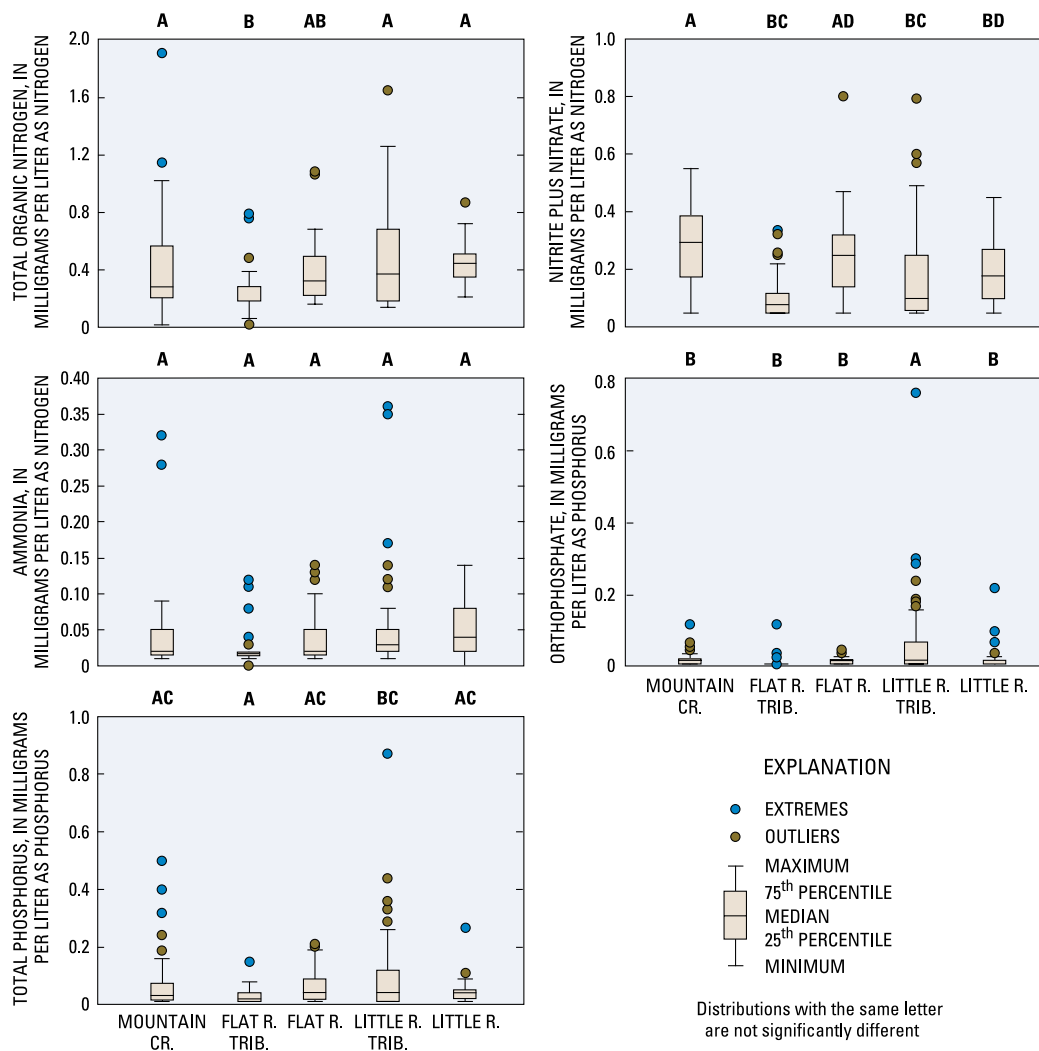 A B AB A A
TOTAL ORGANIC NITROGEN, IN
MILLIGRAMS PER LITER AS NITROGEN
2.0
1.6
1.2
0.8
0.4
0
A BC AD BC BD
NITRITE PLUS NITRATE, IN
MILLIGRAMS PER LITER AS NITROGEN
1.0
0.8
0.6
0.4
0.2
0
A A A A A
AMMONIA, IN
MILLIGRAMS PER LITER AS NITROGEN
0.40
0.35
0.30
0.25
0.20
0.15
0.10
0.05
0
B B B A B
ORTHOPHOSPHATE, IN MILLIGRAMS
PER LITER AS PHOSPHORUS
0.8
0.6
0.4
0.2
0
MOUNTAIN FLAT R. FLAT R. LITTLE R. LITTLE R.
CR. TRIB. TRIB.
AC A AC BC AC
TOTAL PHOSPHORUS, IN MILLIGRAMS
PER LITER AS PHOSPHORUS
1.0
0.8
0.6
0.4
0.2
0
MOUNTAIN FLAT R. FLAT R. LITTLE R. LITTLE R.
CR. TRIB. TRIB.
EXPLANATION
EXTREMES
OUTLIERS
MAXIMUM
75th PERCENTILE
MEDIAN
25th PERCENTILE
MINIMUM
Distributions with the same letter
are not significantly different